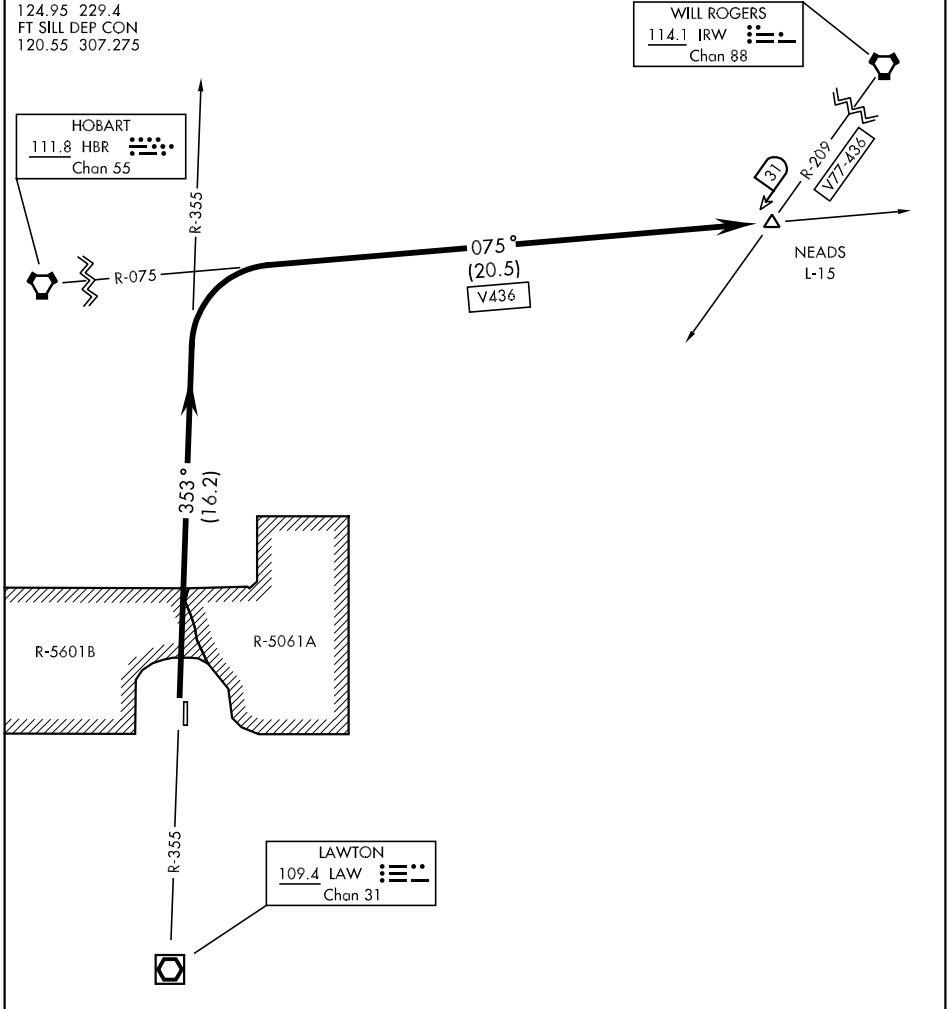 124.95 229.4
FT SILL DEP CON
120.55 307.275
WILL ROGERS
114.1 IRW
Chan 88
HOBART
111.8 HBR
Chan 55
R-355
R-209
V77-436
31
R-075
075°
(20.5)
V436
NEADS
L-15
353°
(16.2)
R-5601B
R-5061A
R-355
LAWTON
109.4 LAW
Chan 31